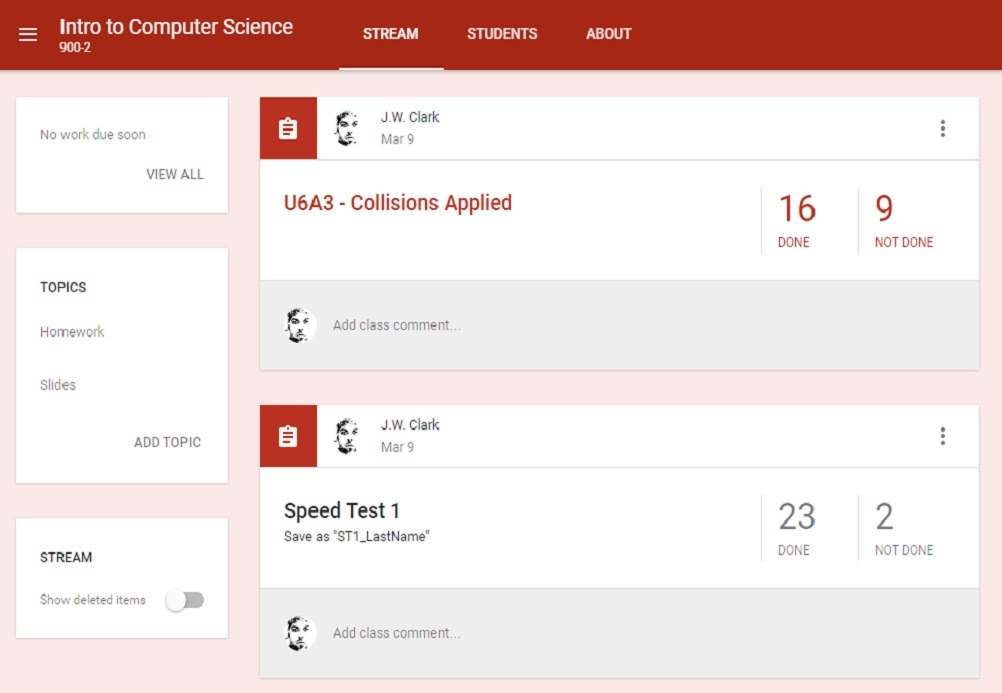 Intro to Computer Science
900-2
STREAM
STUDENTS
ABOUT
No work due soon
VIEW ALL
TOPICS
Homework
Slides
ADD TOPIC
STREAM
Show deleted items
J.W. Clark
Mar 9
U6A3 - Collisions Applied
16
DONE
9
NOT DONE
Add class comment...
J.W. Clark
Mar 9
Speed Test 1
Save as "ST1_LastName"
23
DONE
2
NOT DONE
Add class comment...